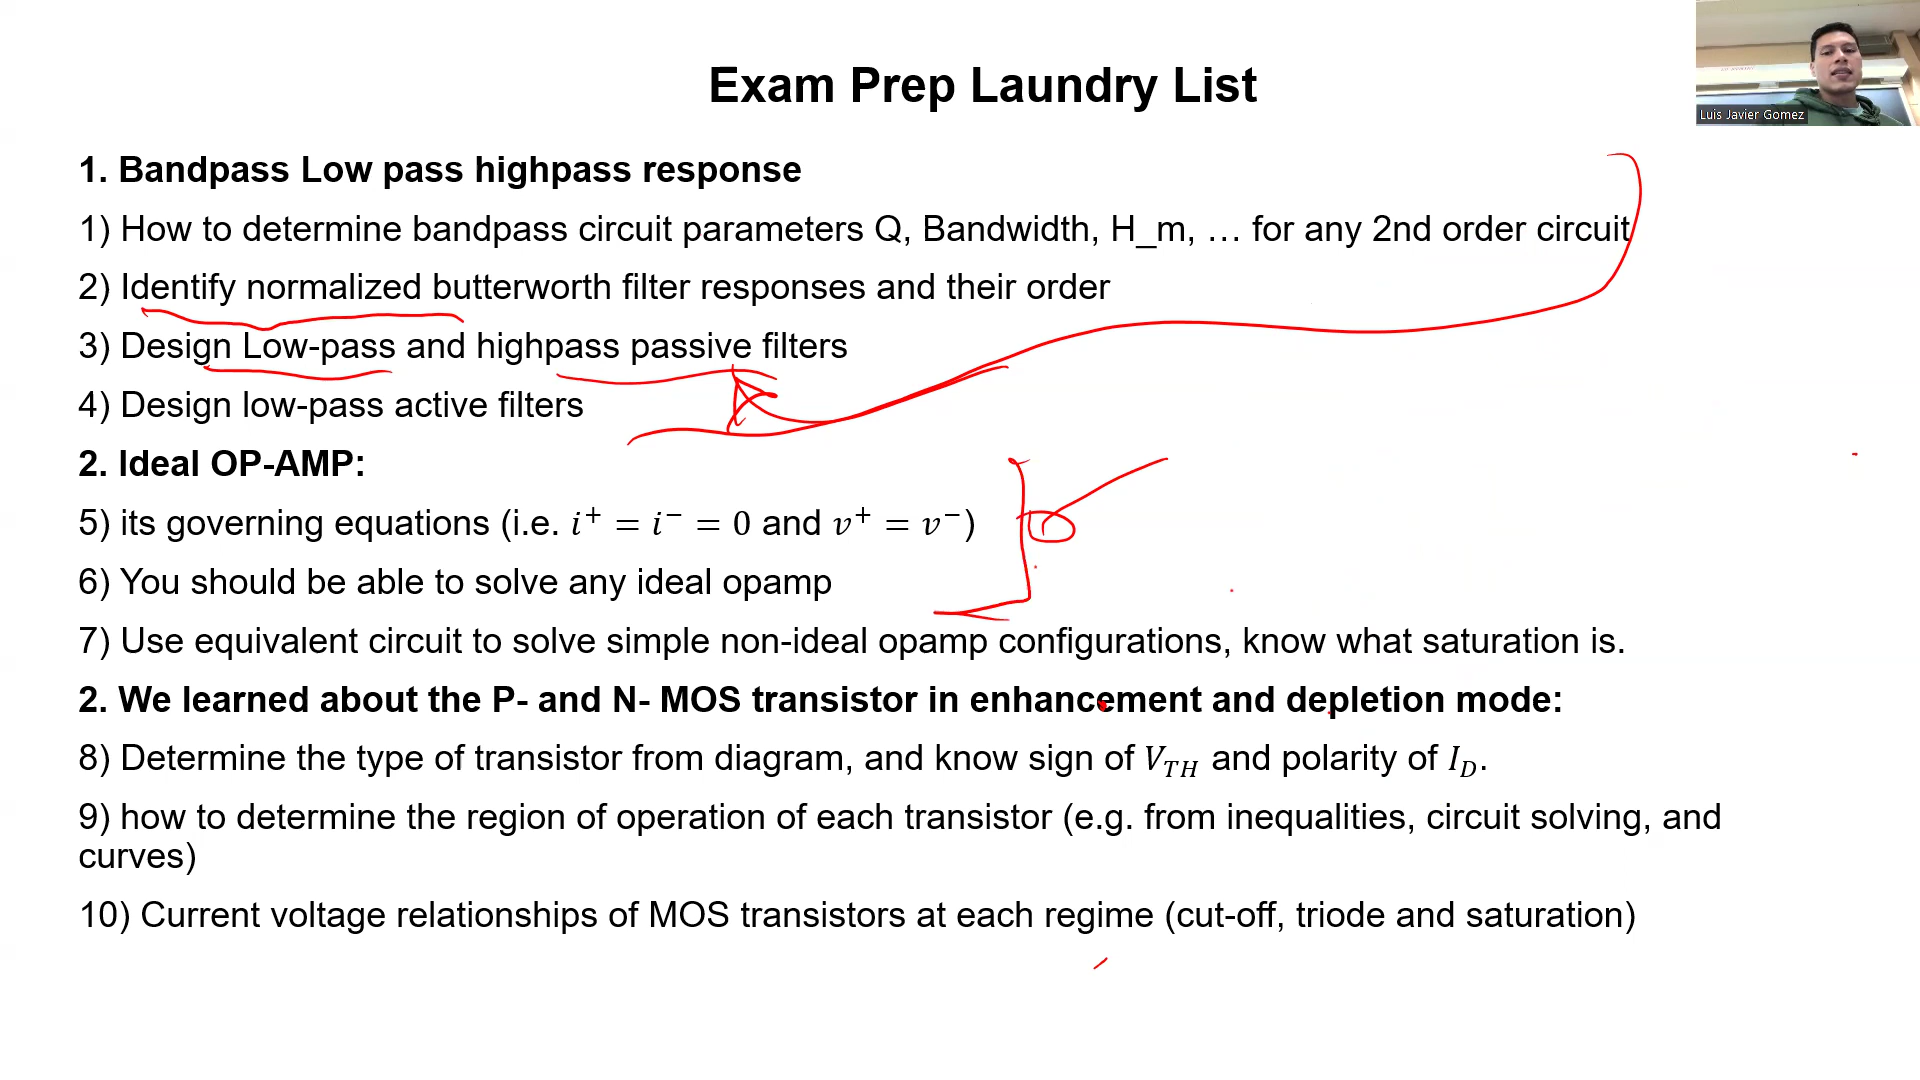 Exam Prep Laundry List
Luis Javier Gomez
1. Bandpass Low pass highpass response
1) How to determine bandpass circuit parameters Q, Bandwidth, H_m, … for any 2nd order circuit
2) Identify normalized butterworth filter responses and their order
3) Design Low-pass and highpass passive filters
4) Design low-pass active filters
2. Ideal OP-AMP:
5) its governing equations (i.e. i⁺ = i⁻ = 0 and v⁺ = v⁻)
6) You should be able to solve any ideal opamp
7) Use equivalent circuit to solve simple non-ideal opamp configurations, know what saturation is.
2. We learned about the P- and N- MOS transistor in enhancement and depletion mode:
8) Determine the type of transistor from diagram, and know sign of V_TH and polarity of I_D.
9) how to determine the region of operation of each transistor (e.g. from inequalities, circuit solving, and
curves)
10) Current voltage relationships of MOS transistors at each regime (cut-off, triode and saturation)